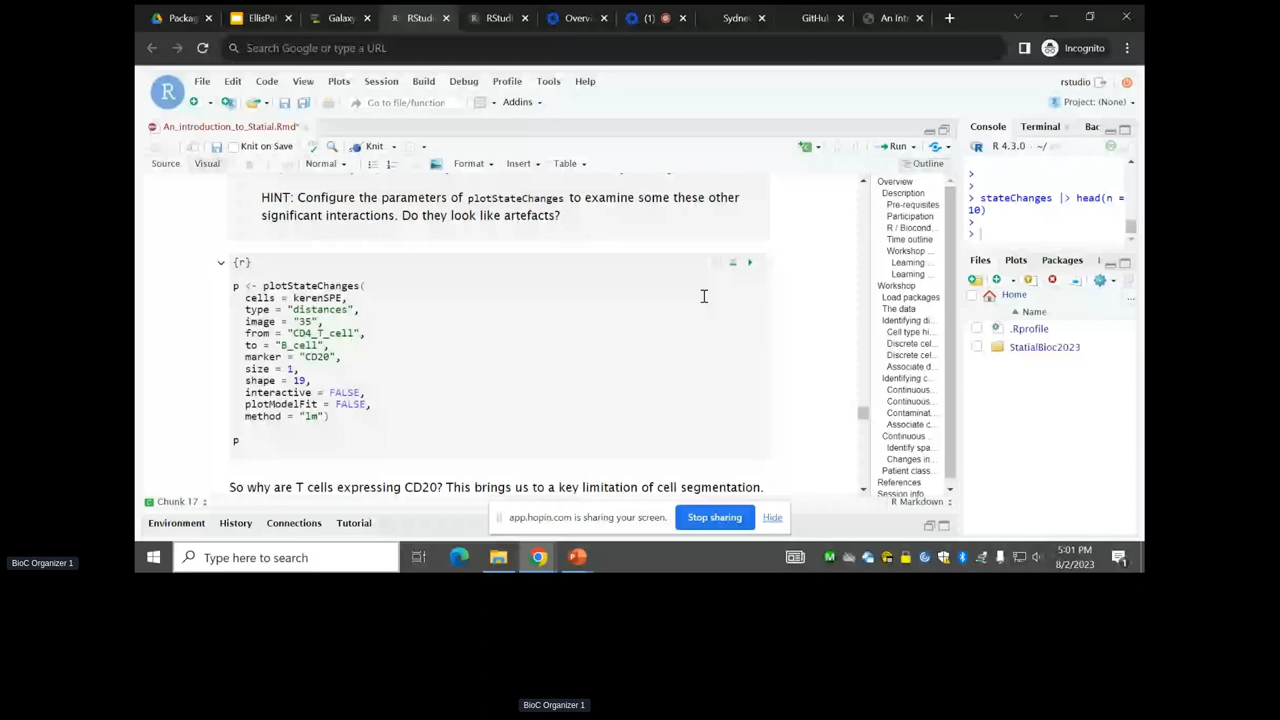 Packag
EllisPa
Galaxy
RStudi
RStudi
Overv
(1)
Sydne
GitHu
An Int
Search Google or type a URL
Incognito
File Edit Code View Plots Session Build Debug Profile Tools Help
rstudio
Go to file/function
Addins
Project: (None)
An_introduction_to_Statial.Rmd*
Console Terminal Bac
Knit on Save
Knit
Run
R 4.3.0 · ~/
Source Visual
Normal
Format
Insert
Table
Outline
HINT: Configure the parameters of plotStateChanges to examine some these other
significant interactions. Do they look like artefacts?
{r}
p <- plotStateChanges(
cells = kerenSPE,
type = "distances",
image = "35",
from = "CD4_T_cell",
to = "B_cell",
marker = "CD20",
size = 1,
shape = 19,
interactive = FALSE,
plotModelFit = FALSE,
method = "lm")
p
So why are T cells expressing CD20? This brings us to a key limitation of cell segmentation.
Overview
Description
Pre-requisites
Participation
R / Biocond...
Time outline
Workshop ...
Learning ...
Learning ...
Workshop
Load packages
The data
Identifying di...
Cell type hi...
Discrete cel...
Discrete cel...
Associate d...
Identifying c...
Continuous...
Continuous...
Contaminat...
Associate c...
Continuous ...
Identify spa...
Changes in...
Patient class...
References
Session info
>
>
> stateChanges |> head(n =
10)
>
>
Files Plots Packages
Home
Name
.Rprofile
StatialBioc2023
Chunk 17
R Markdown
Environment History Connections Tutorial
app.hopin.com is sharing your screen.
Stop sharing
Hide
Type here to search
5:01 PM
8/2/2023
BioC Organizer 1
BioC Organizer 1